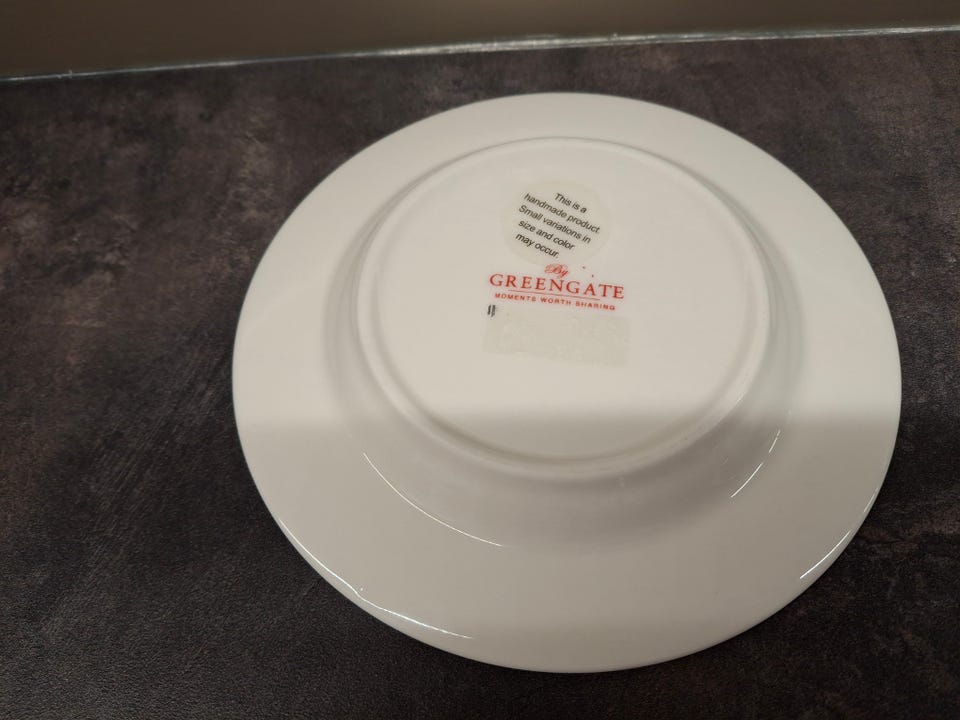 This is a
handmade product.
Small variations in
size and color
may occur.
By
GREENGATE
MOMENTS WORTH SHARING